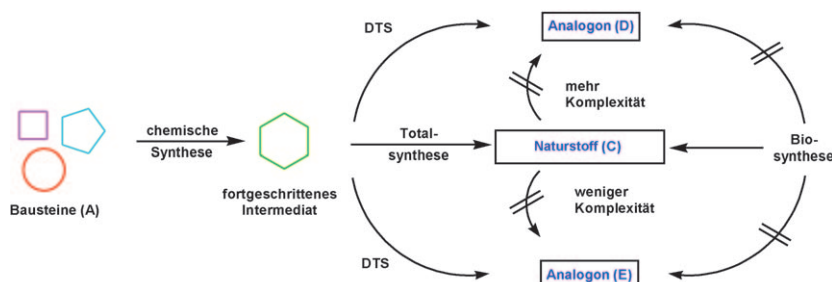 DTS
Analogon (D)
mehr
Komplexität
chemische
Synthese
Total-
synthese
Naturstoff (C)
Bio-
synthese
Bausteine (A)
fortgeschrittenes
Intermediat
weniger
Komplexität
DTS
Analogon (E)